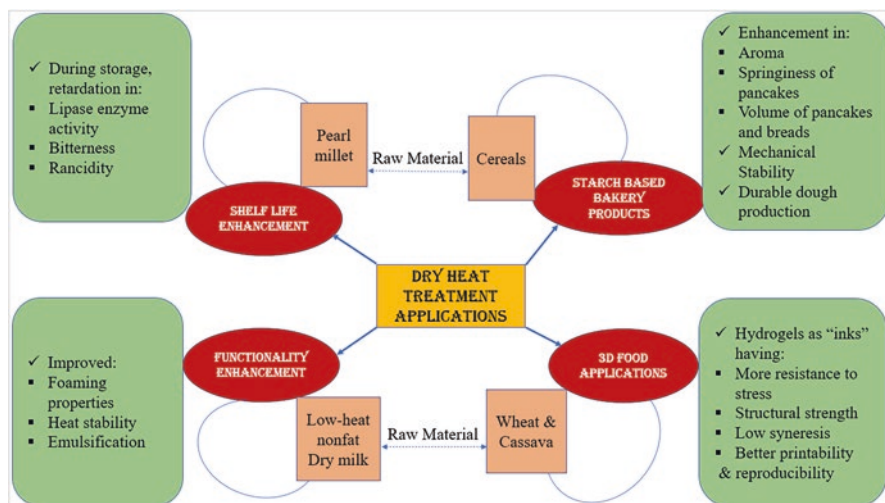 ✓ During storage,
retardation in:
▪ Lipase enzyme
activity
▪ Bitterness
▪ Rancidity
Pearl
millet
Raw Material
Cereals
✓ Enhancement in:
▪ Aroma
▪ Springiness of
pancakes
▪ Volume of pancakes
and breads
✓ Mechanical
Stability
✓ Durable dough
production
SHELF LIFE
ENHANCEMENT
STARCH BASED
BAKERY
PRODUCTS
DRY HEAT
TREATMENT
APPLICATIONS
✓ Improved:
▪ Foaming
properties
▪ Heat stability
▪ Emulsification
FUNCTIONALITY
ENHANCEMENT
3D FOOD
APPLICATIONS
Low-heat
nonfat
Dry milk
Raw Material
Wheat &
Cassava
✓ Hydrogels as “inks”
having:
▪ More resistance to
stress
▪ Structural strength
▪ Low syneresis
▪ Better printability
& reproducibility